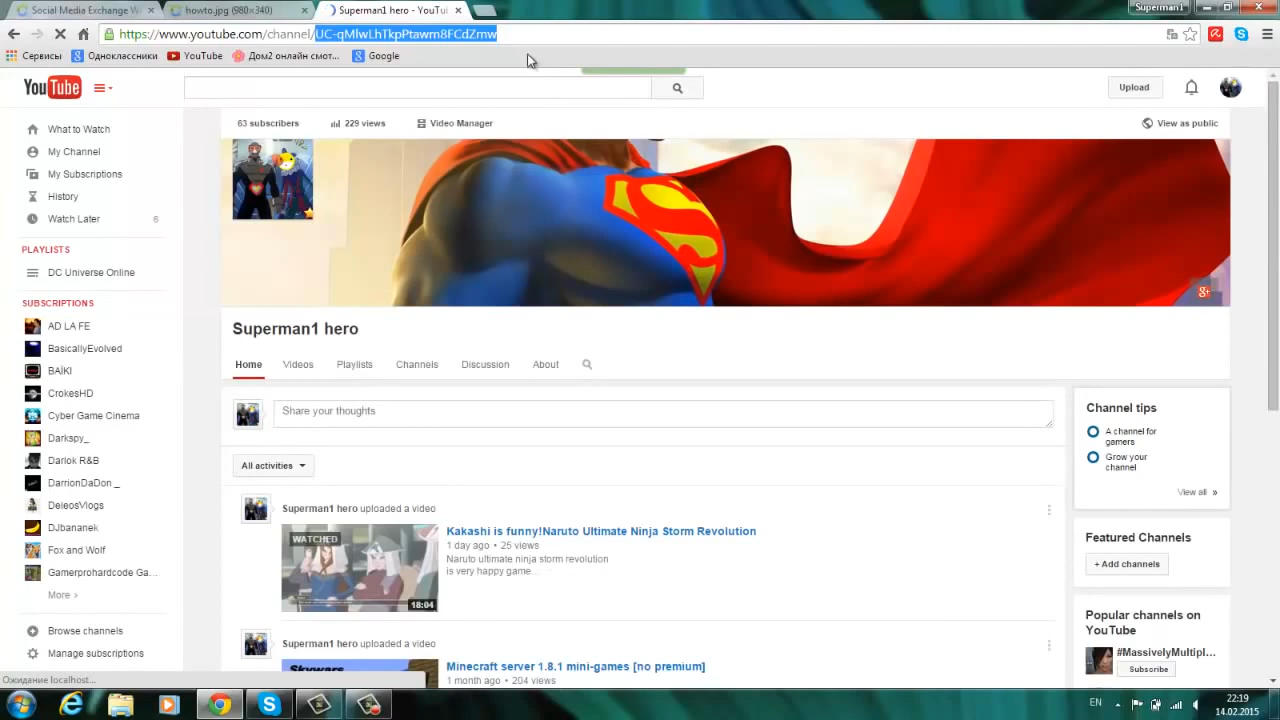 Social Media Exchange W
howto.jpg (980×340)
Superman1 hero - YouTu
Superman1
https://www.youtube.com/channel/UC-qMlwLhTkpPtawrn8FCdZmw
Сервисы
Одноклассники
YouTube
Дом2 онлайн смот...
Google
YouTube
Upload
What to Watch
My Channel
My Subscriptions
History
Watch Later 6
PLAYLISTS
DC Universe Online
SUBSCRIPTIONS
AD LA FE
BasicallyEvolved
BAÍKI
CrokesHD
Cyber Game Cinema
Darkspy_
Darlok R&B
DarrionDaDon _
DeleosVlogs
DJbananek
Fox and Wolf
Gamerprohardcode Ga...
More ›
Browse channels
Manage subscriptions
63 subscribers
229 views
Video Manager
View as public
Superman1 hero
Home
Videos
Playlists
Channels
Discussion
About
Share your thoughts
All activities
Superman1 hero uploaded a video
WATCHED
18:04
Kakashi is funny!Naruto Ultimate Ninja Storm Revolution
1 day ago • 25 views
Naruto ultimate ninja storm revolution
is very happy game...
Superman1 hero uploaded a video
Skywars
Minecraft server 1.8.1 mini-games [no premium]
1 month ago • 204 views
Channel tips
A channel for
gamers
Grow your
channel
View all »
Featured Channels
+ Add channels
Popular channels on
YouTube
#MassivelyMultipl...
Subscribe
Ожидание localhost...
EN
22:19
14.02.2015